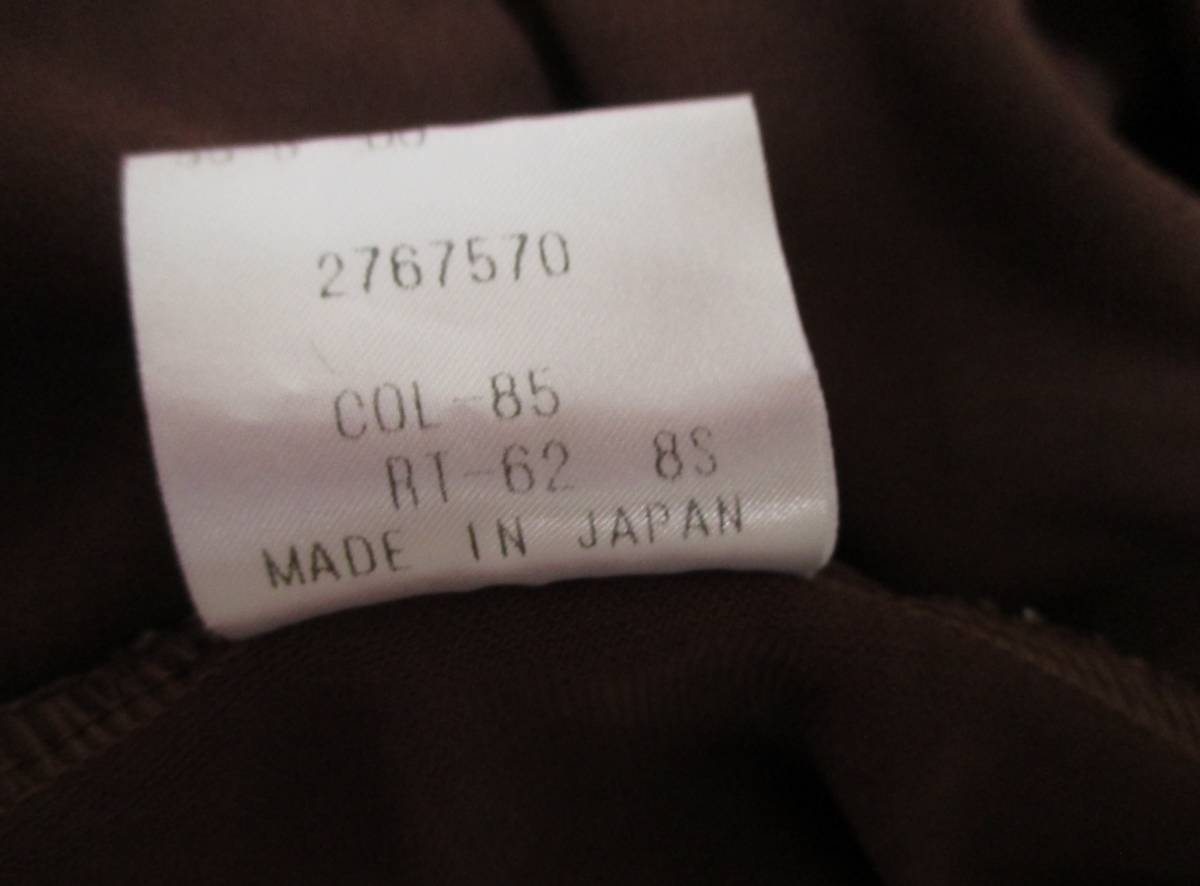 2767570
COL-85
RT-62 8S
MADE IN JAPAN